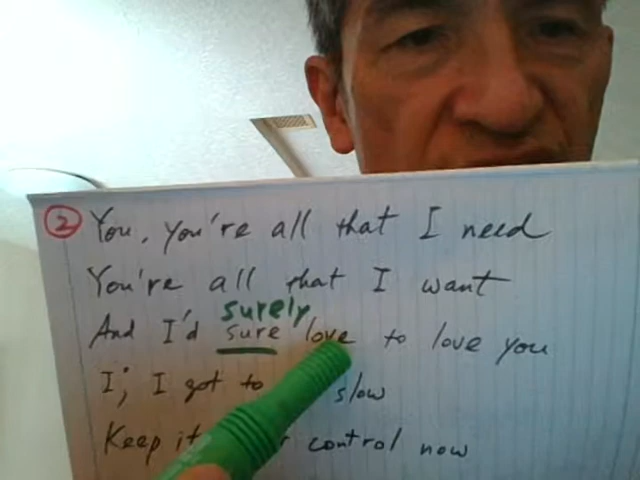 ② You, you're all that I need
You're all that I want
surely
And I'd sure love to love you
I; I got to slow
Keep it control now